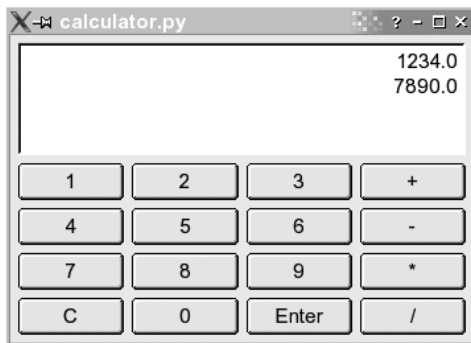 calculator.py ? - □ ×
1234.0
7890.0
1 2 3 +
4 5 6 -
7 8 9 *
C 0 Enter /